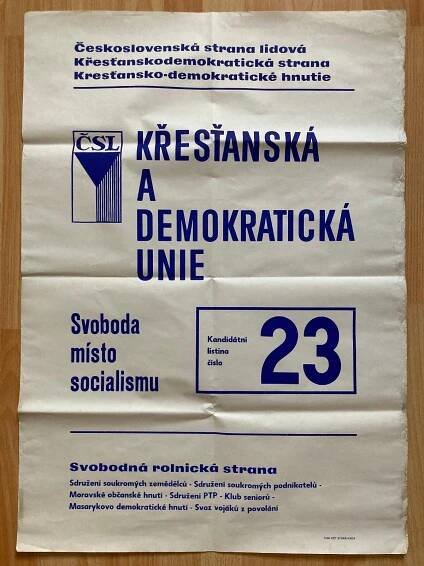 Československá strana lidová
Křesťanskodemokratická strana
Kresťansko-demokratické hnutie
ČSL
KŘESŤANSKÁ
A
DEMOKRATICKÁ
UNIE
Svoboda
místo
socialismu
Kandidátní
listina
číslo
23
Svobodná rolnická strana
Sdružení soukromých zemědělců - Sdružení soukromých podnikatelů -
Moravské občanské hnutí - Sdružení PTP - Klub seniorů -
Masarykovo demokratické hnutí - Svaz vojáků z povolání